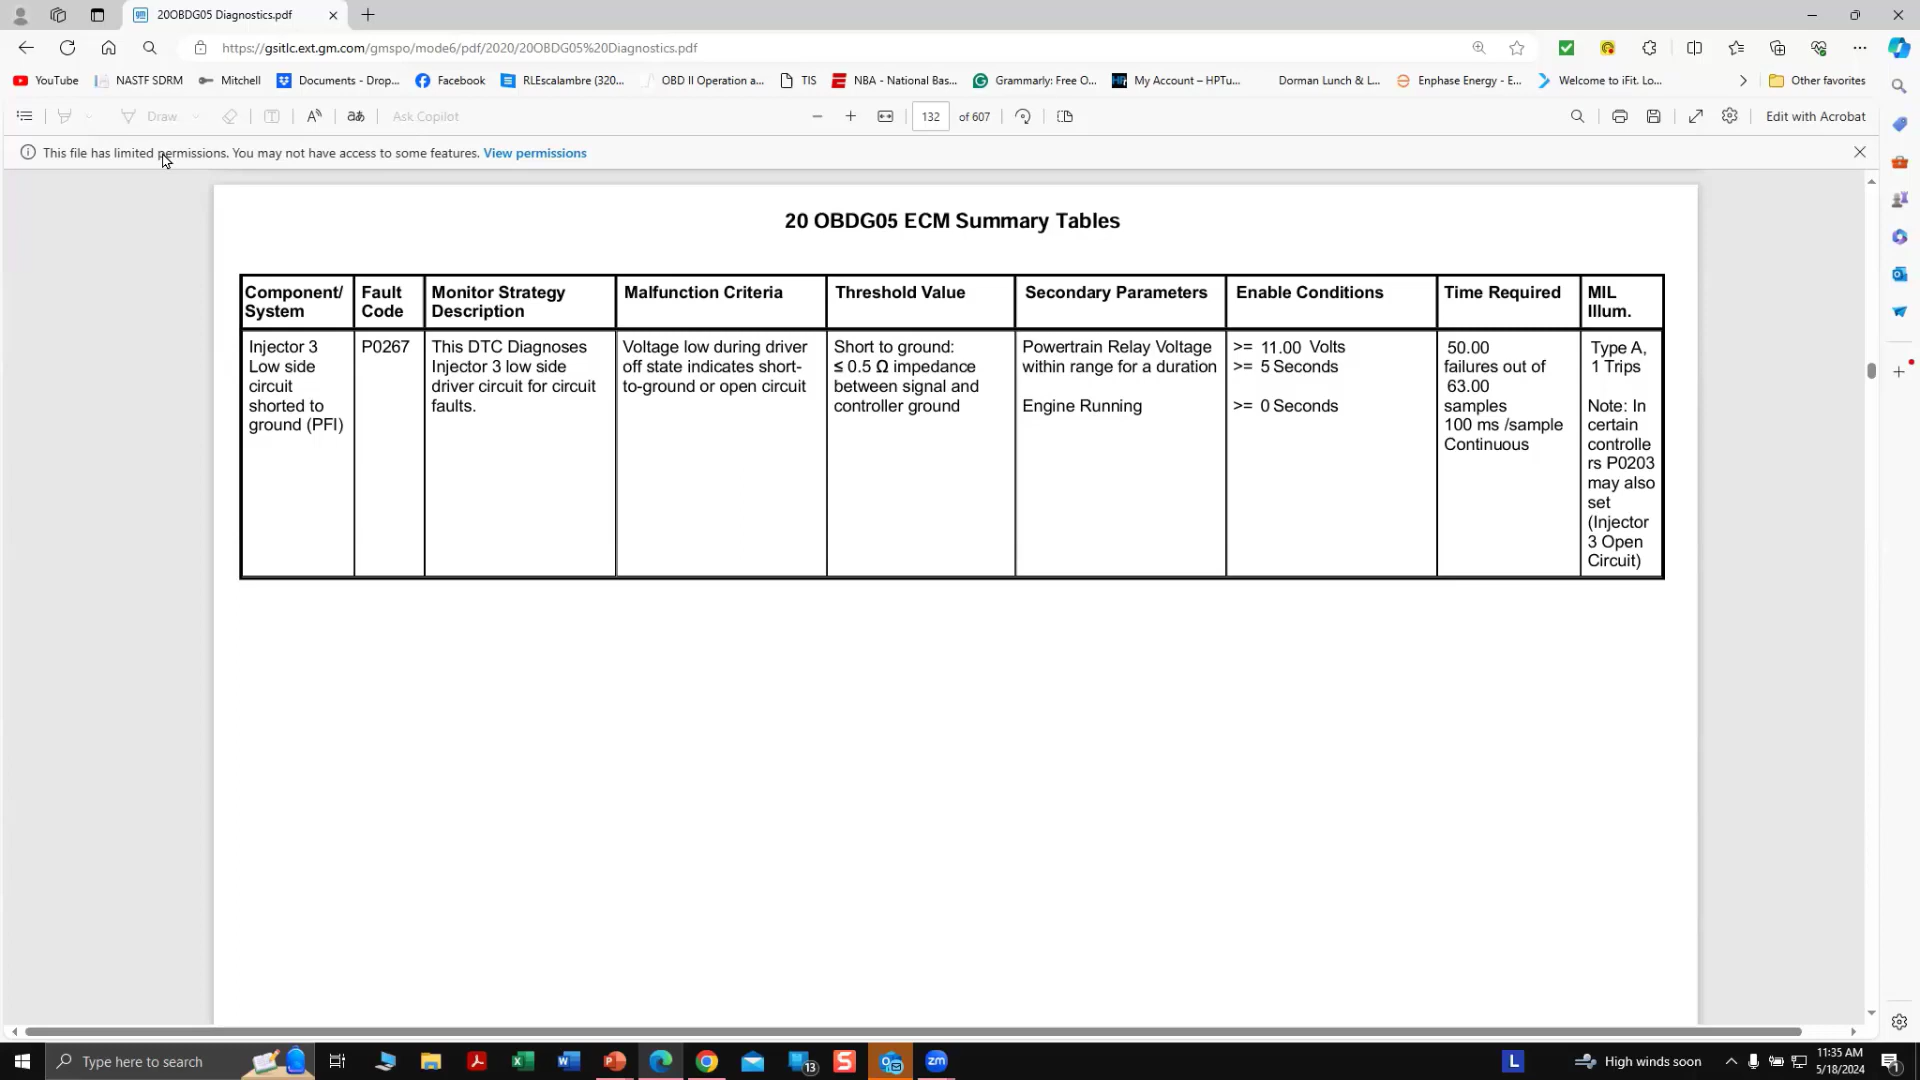 20OBDG05 Diagnostics.pdf
https://gsitlc.ext.gm.com/gmspo/mode6/pdf/2020/20OBDG05%20Diagnostics.pdf
YouTube NASTF SDRM Mitchell Documents - Drop... Facebook RLEscalambre (320... OBD II Operation a... TIS NBA - National Bas... Grammarly: Free O... My Account – HPTu... Dorman Lunch & L... Enphase Energy - E... Welcome to iFit. Lo... Other favorites
Draw aあ Ask Copilot 132 of 607 Edit with Acrobat
This file has limited permissions. You may not have access to some features. View permissions
20 OBDG05 ECM Summary Tables
Component/
System
Fault
Code
Monitor Strategy
Description
Malfunction Criteria
Threshold Value
Secondary Parameters
Enable Conditions
Time Required
MIL
Illum.
Injector 3
Low side
circuit
shorted to
ground (PFI)
P0267
This DTC Diagnoses
Injector 3 low side
driver circuit for circuit
faults.
Voltage low during driver
off state indicates short-
to-ground or open circuit
Short to ground:
≤ 0.5 Ω impedance
between signal and
controller ground
Powertrain Relay Voltage
within range for a duration
Engine Running
>= 11.00 Volts
>= 5 Seconds
>= 0 Seconds
50.00
failures out of
63.00
samples
100 ms /sample
Continuous
Type A,
1 Trips
Note: In
certain
controlle
rs P0203
may also
set
(Injector
3 Open
Circuit)
Type here to search
13
zm
L
High winds soon
11:35 AM
5/18/2024
1